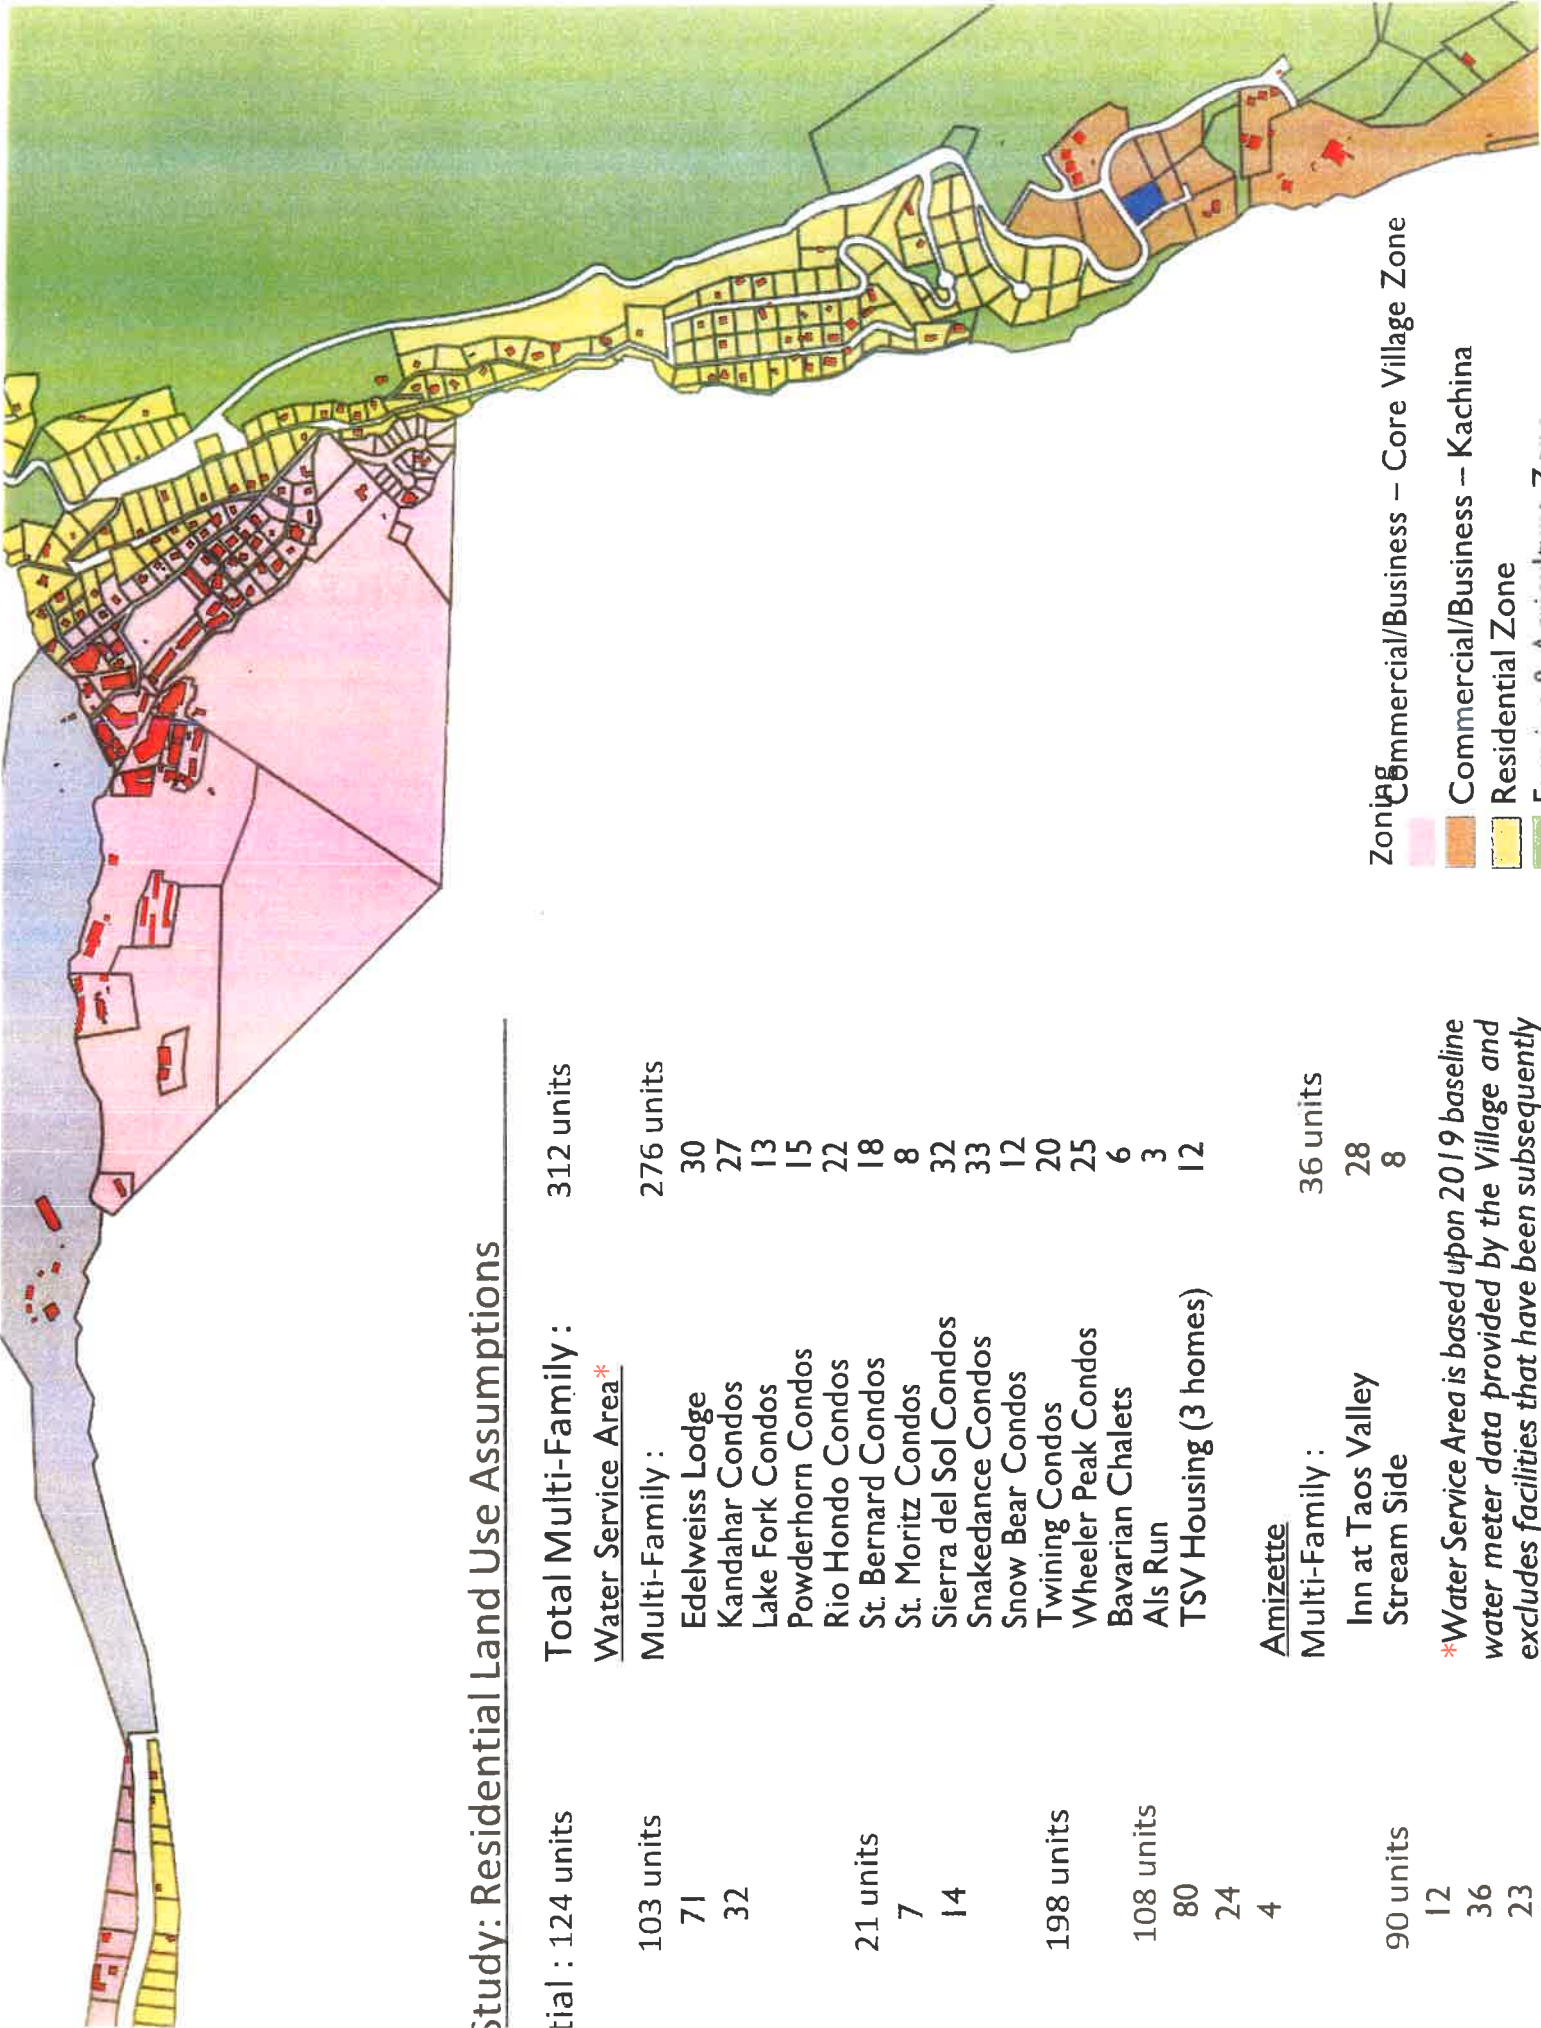 Study: Residential Land Use Assumptions
tial : 124 units
103 units
71
32
21 units
7
14
198 units
108 units
80
24
4
90 units
12
36
23
Total Multi-Family : 312 units
Water Service Area*
Multi-Family : 276 units
Edelweiss Lodge 30
Kandahar Condos 27
Lake Fork Condos 13
Powderhorn Condos 15
Rio Hondo Condos 22
St. Bernard Condos 18
St. Moritz Condos 8
Sierra del Sol Condos 32
Snakedance Condos 33
Snow Bear Condos 12
Twining Condos 20
Wheeler Peak Condos 25
Bavarian Chalets 6
Als Run 3
TSV Housing (3 homes) 12
Amizette
Multi-Family : 36 units
Inn at Taos Valley 28
Stream Side 8
*Water Service Area is based upon 2019 baseline
water meter data provided by the Village and
excludes facilities that have been subsequently
Zoning
Commercial/Business – Core Village Zone
Commercial/Business – Kachina
Residential Zone